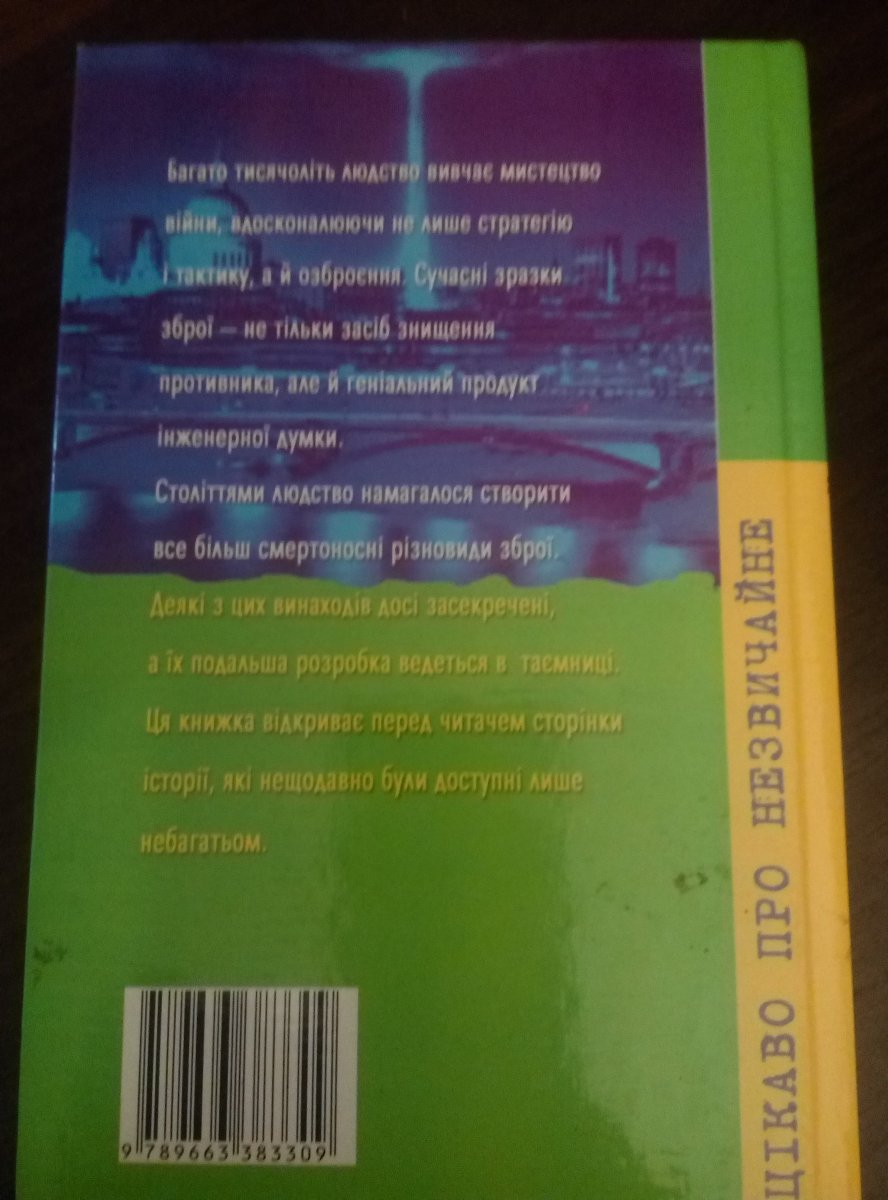 Багато тисячоліть людство вивчає мистецтво
війни, вдосконалюючи не лише стратегію
і тактику, а й озброєння. Сучасні зразки
зброї — не тільки засіб знищення
противника, але й геніальний продукт
інженерної думки.
Століттями людство намагалося створити
все більш смертоносні різновиди зброї.
Деякі з цих винаходів досі засекречені,
а їх подальша розробка ведеться в таємниці.
Ця книжка відкриває перед читачем сторінки
історії, які нещодавно були доступні лише
небагатьом.
9 789663 383309
ЦІКАВО ПРО НЕЗВИЧАЙНЕ